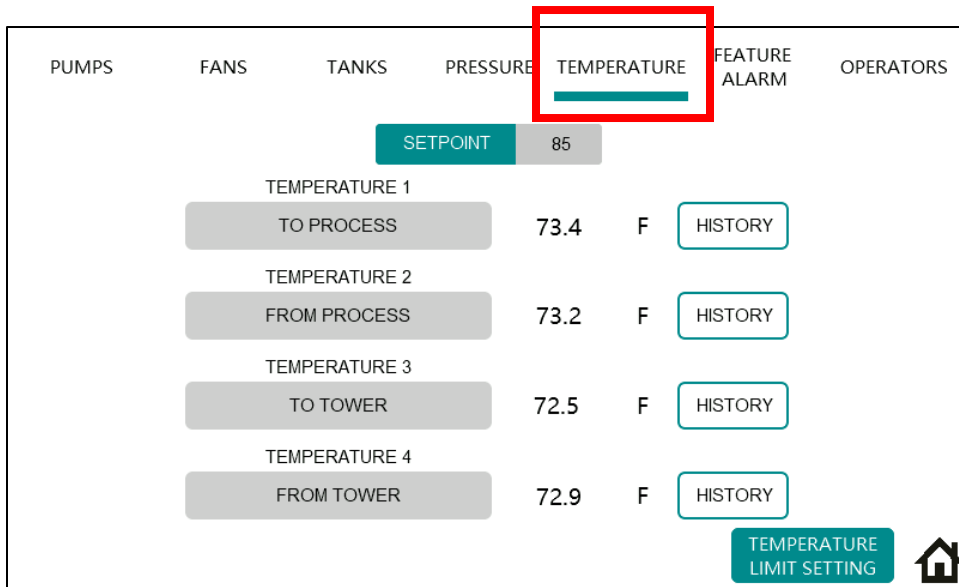 PUMPS FANS TANKS PRESSURE TEMPERATURE FEATURE ALARM OPERATORS
SETPOINT 85
TEMPERATURE 1
TO PROCESS 73.4 F HISTORY
TEMPERATURE 2
FROM PROCESS 73.2 F HISTORY
TEMPERATURE 3
TO TOWER 72.5 F HISTORY
TEMPERATURE 4
FROM TOWER 72.9 F HISTORY
TEMPERATURE
LIMIT SETTING